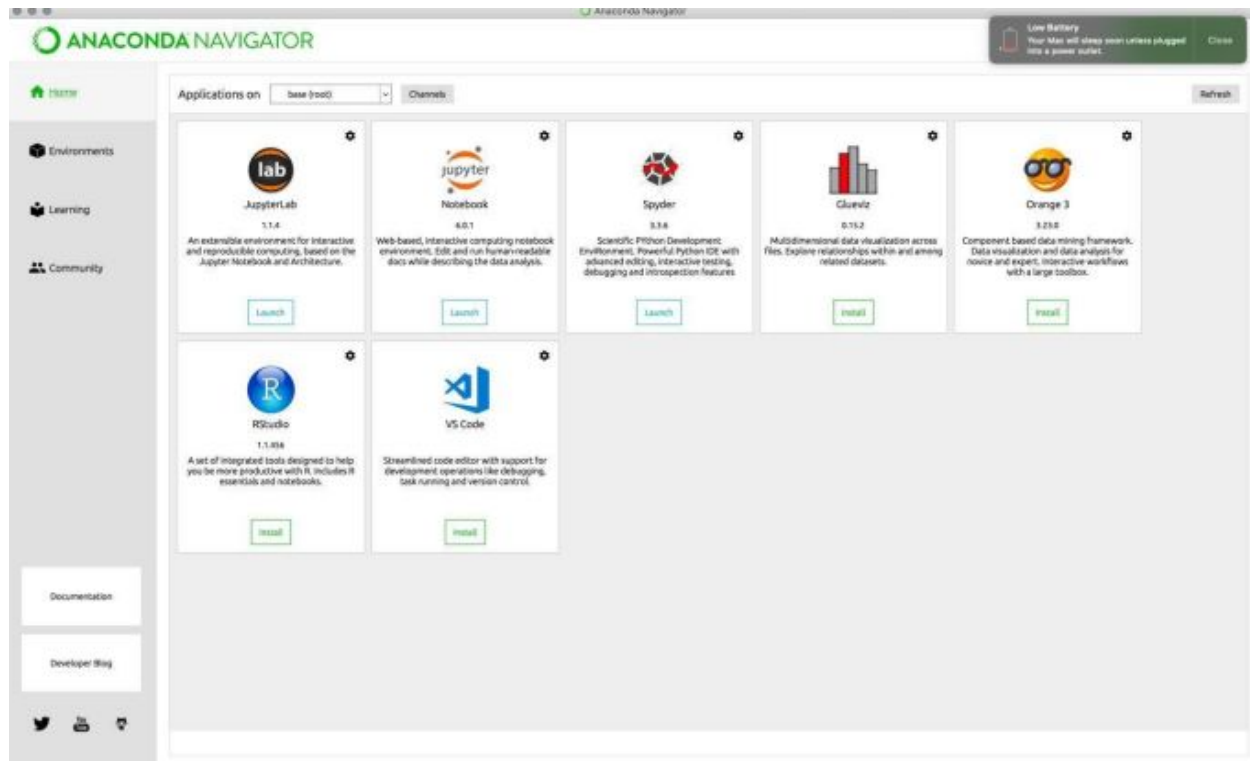 Anaconda Navigator
ANACONDA NAVIGATOR
Low Battery
Your Mac will sleep soon unless plugged
into a power outlet.
Close
Home
Environments
Learning
Community
Documentation
Developer Blog
You
Tube
Applications on
base (root)
Channels
Refresh
lab
JupyterLab
1.1.4
An extensible environment for interactive
and reproducible computing, based on the
Jupyter Notebook and Architecture.
Launch
jupyter
Notebook
6.0.1
Web-based, interactive computing notebook
environment. Edit and run human-readable
docs while describing the data analysis.
Launch
Spyder
3.3.6
Scientific PYthon Development
EnviRonment. Powerful Python IDE with
advanced editing, interactive testing,
debugging and introspection features
Launch
Glueviz
0.15.2
Multidimensional data visualization across
files. Explore relationships within and among
related datasets.
Install
Orange 3
3.23.0
Component based data mining framework.
Data visualization and data analysis for
novice and expert. Interactive workflows
with a large toolbox.
Install
R
RStudio
1.1.456
A set of integrated tools designed to help
you be more productive with R. Includes R
essentials and notebooks.
Install
VS Code
Streamlined code editor with support for
development operations like debugging,
task running and version control.
Install